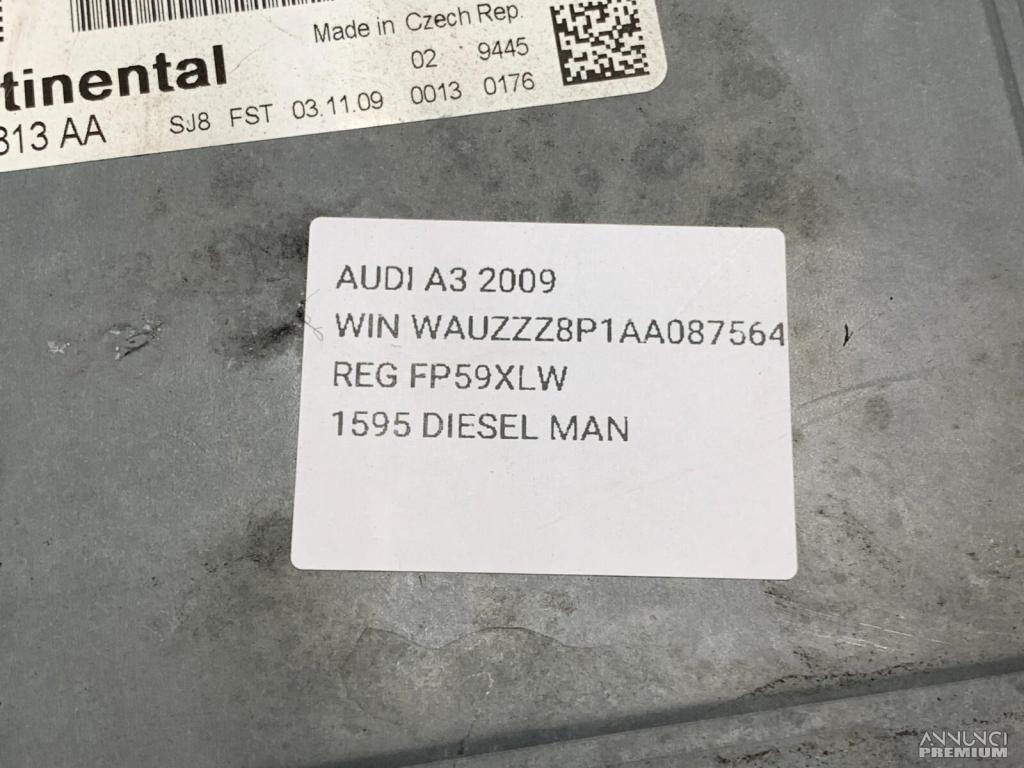 Made in Czech Rep.
02 9445
tinental
813 AA SJ8 FST 03.11.09 0013 0176
AUDI A3 2009
WIN WAUZZZ8P1AA087564
REG FP59XLW
1595 DIESEL MAN
ANNUNCI
PREMIUM